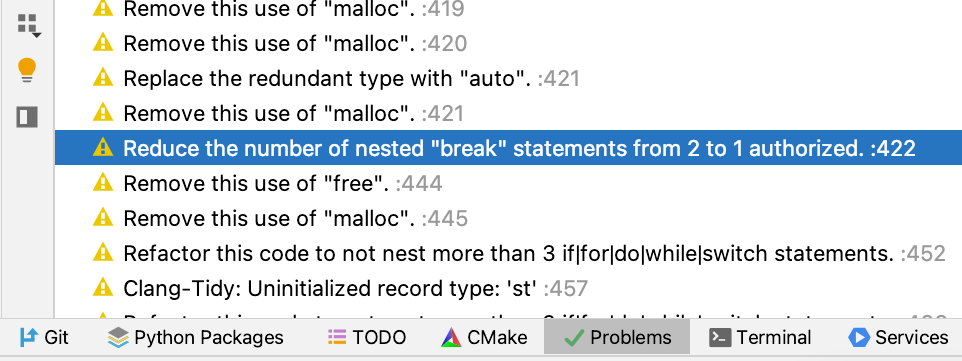 Remove this use of "malloc". :419
Remove this use of "malloc". :420
Replace the redundant type with "auto". :421
Remove this use of "malloc". :421
Reduce the number of nested "break" statements from 2 to 1 authorized. :422
Remove this use of "free". :444
Remove this use of "malloc". :445
Refactor this code to not nest more than 3 if|for|do|while|switch statements. :452
Clang-Tidy: Uninitialized record type: 'st' :457
Git Python Packages TODO CMake Problems Terminal Services